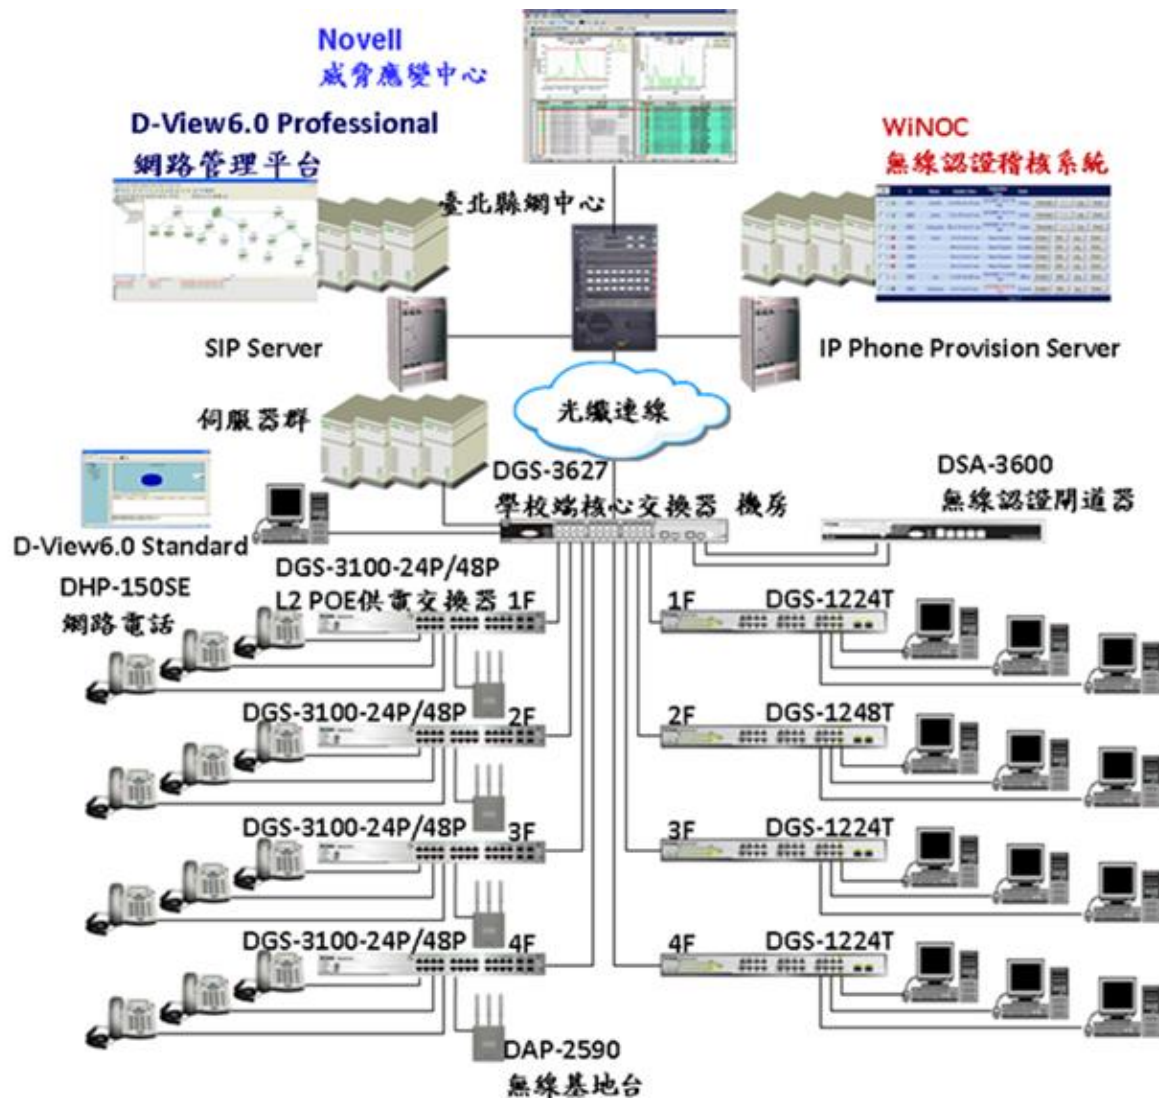 Novell
威脅應變中心
D-View6.0 Professional
網路管理平台
WiNOC
無線認證稽核系統
臺北縣網中心
SIP Server
IP Phone Provision Server
光纖連線
伺服器群
DGS-3627
學校端核心交換器 機房
DSA-3600
無線認證閘道器
D-View6.0 Standard
DHP-150SE
網路電話
DGS-3100-24P/48P
L2 POE供電交換器 1F
1F DGS-1224T
DGS-3100-24P/48P 2F
2F DGS-1248T
DGS-3100-24P/48P 3F
3F DGS-1224T
DGS-3100-24P/48P 4F
4F DGS-1224T
DAP-2590
無線基地台